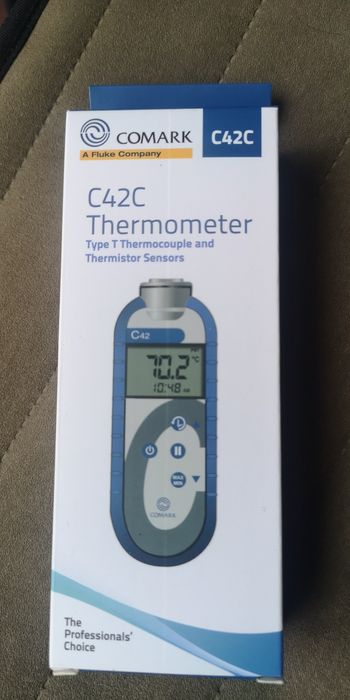 COMARK
C42C
A Fluke Company
C42C
Thermometer
Type T Thermocouple and
Thermistor Sensors
C42
70.2 °C
10:48 AM
MAX
MIN
COMARK
The
Professionals'
Choice